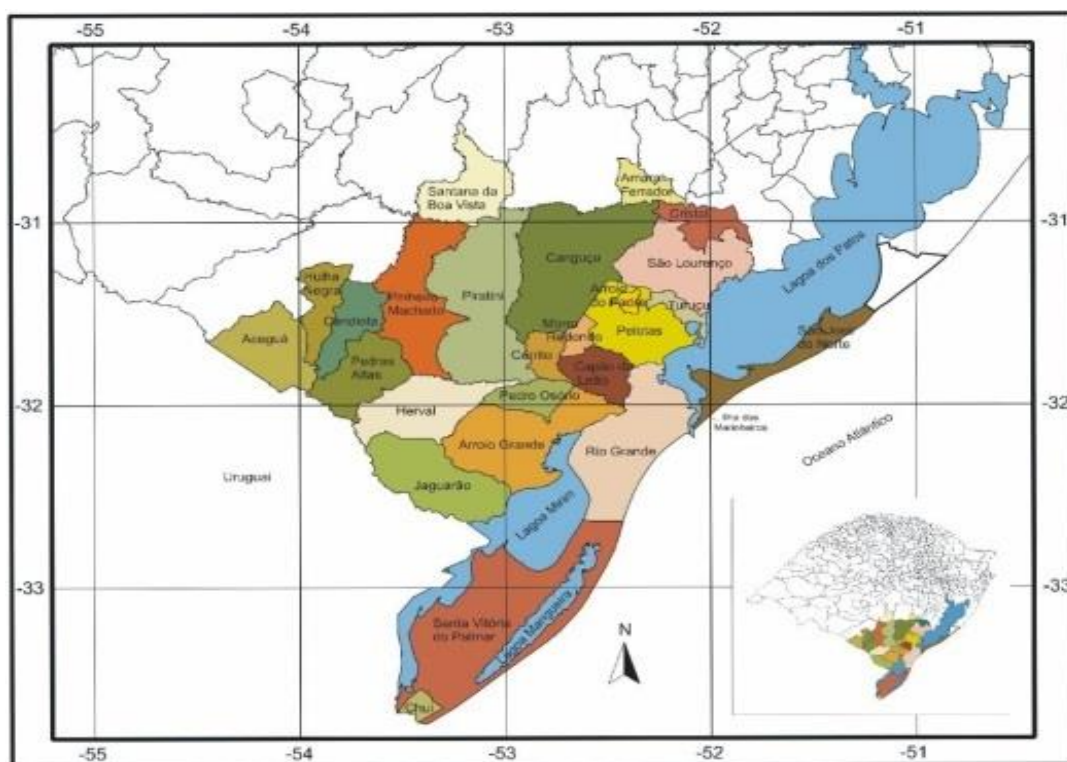 -55 -54 -53 -52 -51
Santana da
Boa Vista
Amaral
Ferrador
-31 -31
Cristal
Canguçu
São Lourenço
Lagoa dos Patos
Hulha
Negra
Pinheiro
Machado
Piratini
Arroio
do Padre
Turuçu
Candiota
Aceguá
Morro
Redondo
Pelotas
São José
do Norte
Pedras
Altas
Cerrito
Capão do
Leão
Pedro Osório
-32 -32
Herval
Ilha dos
Marinheiros
Arroio Grande
Rio Grande
Oceano Atlântico
Uruguai
Jaguarão
Lagoa Mirim
-33 -33
Santa Vitória
do Palmar
Lagoa Mangueira
N
Chuí
-55 -54 -53 -52 -51